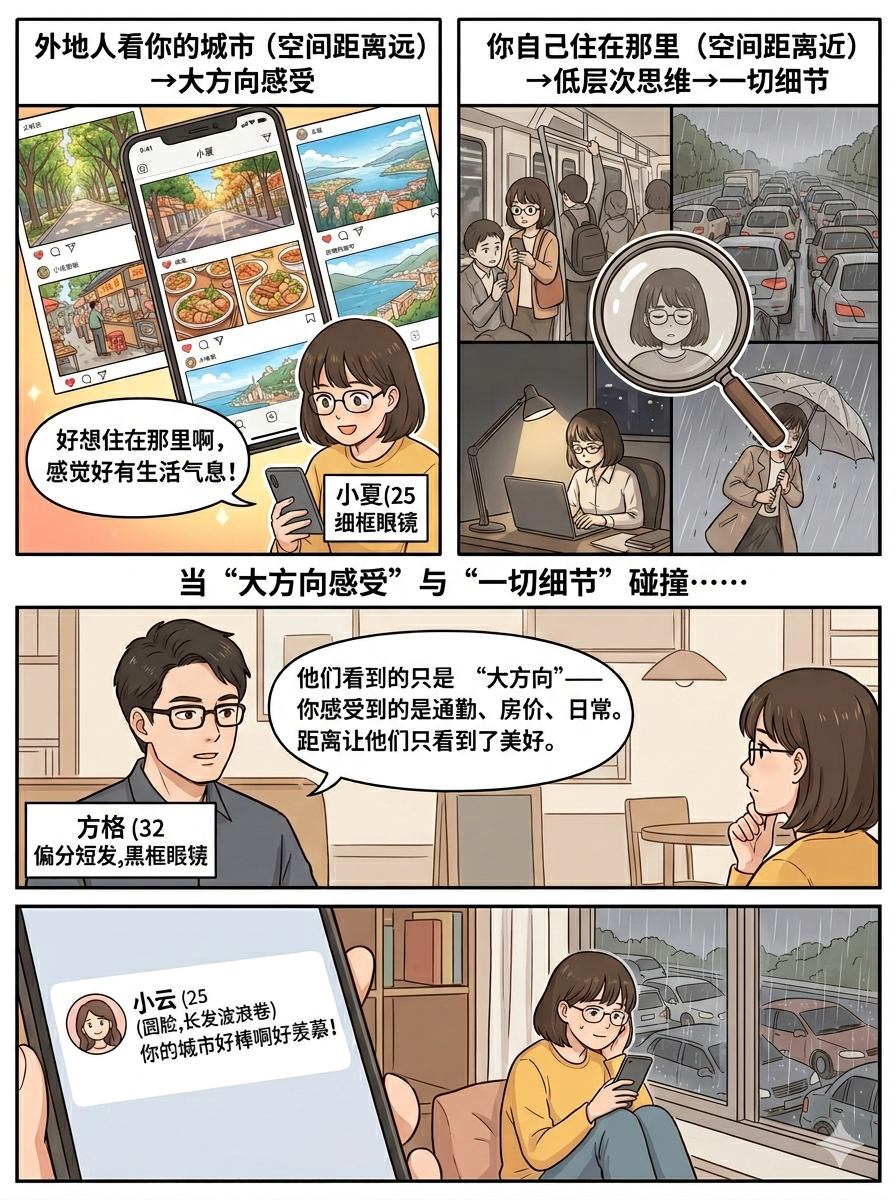 外地人看你的城市（空间距离远）
→大方向感受
你自己住在那里（空间距离近）
→低层次思维→一切细节
9:41
好想住在那里啊，
感觉好有生活气息！
小夏(25
细框眼镜
当“大方向感受”与“一切细节”碰撞……
他们看到的只是 “大方向”——
你感受到的是通勤、房价、日常。
距离让他们只看到了美好。
方格 (32
偏分短发,黑框眼镜
小云 (25
(圆脸,长发波浪卷)
你的城市好棒啊好羡慕!